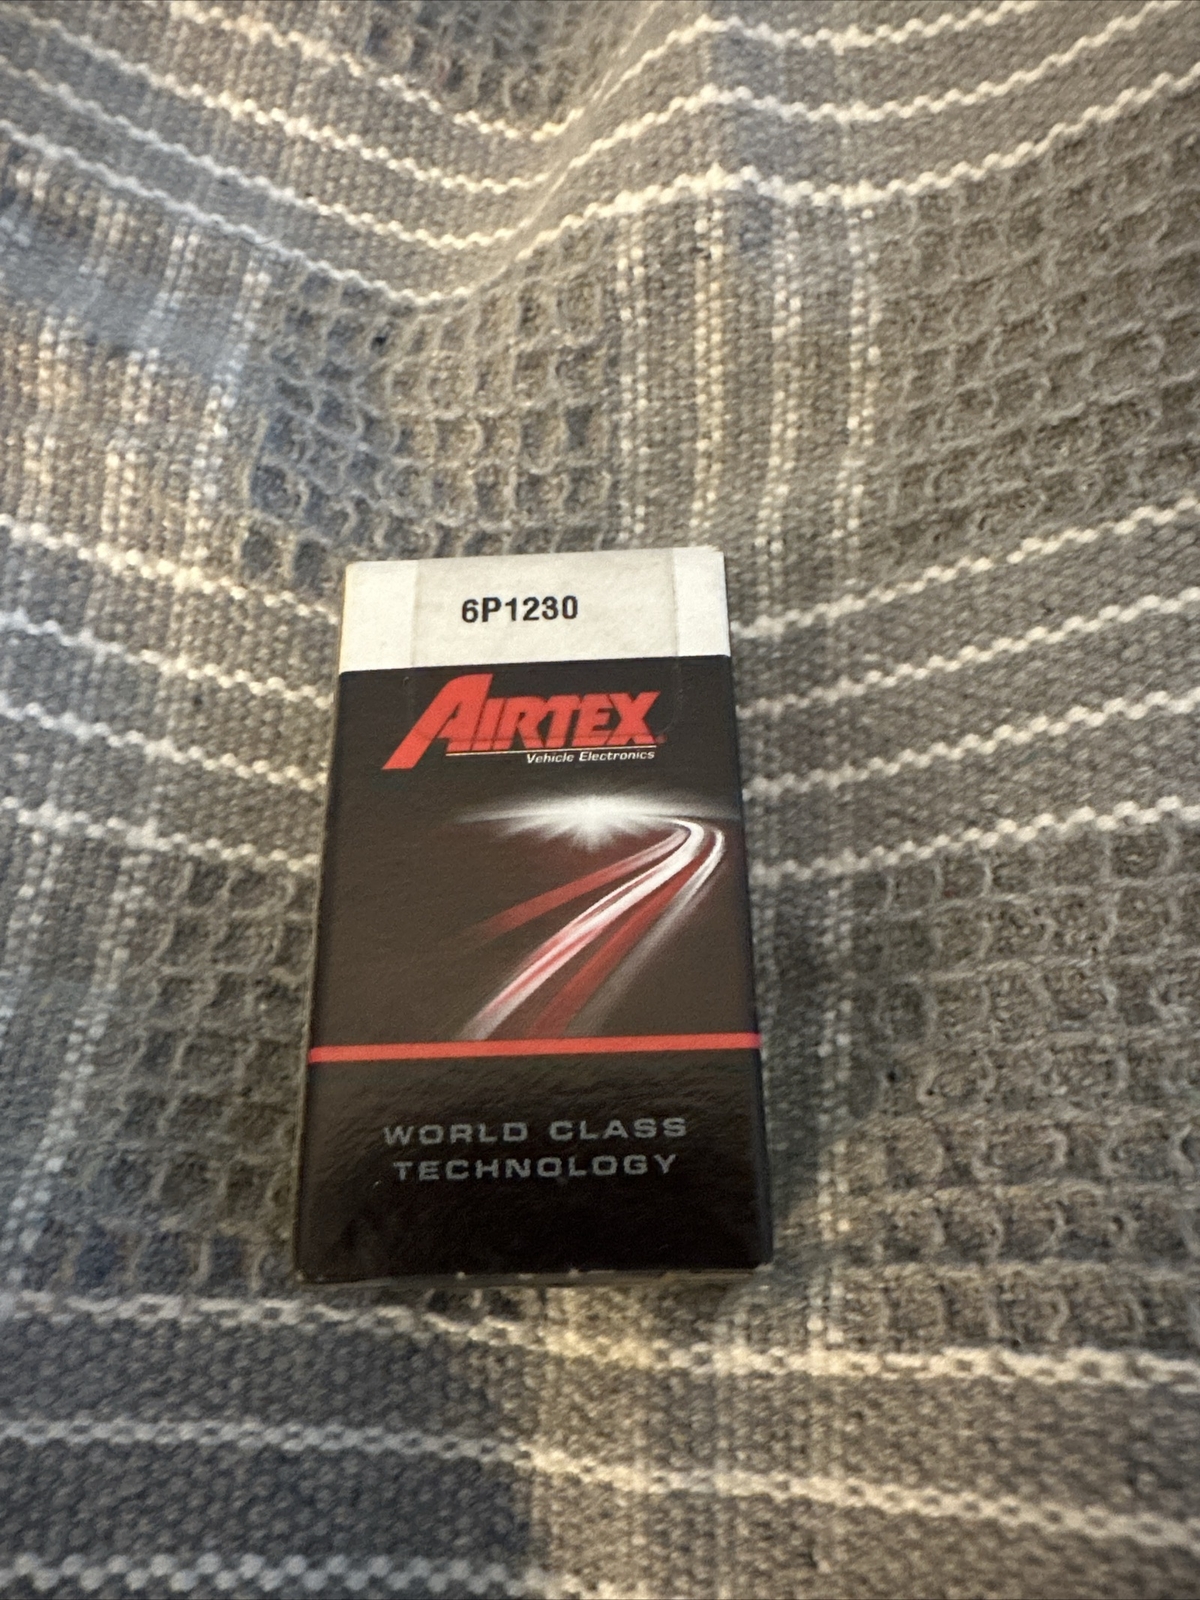 6P1230
AIRTEX
Vehicle Electronics
WORLD CLASS
TECHNOLOGY